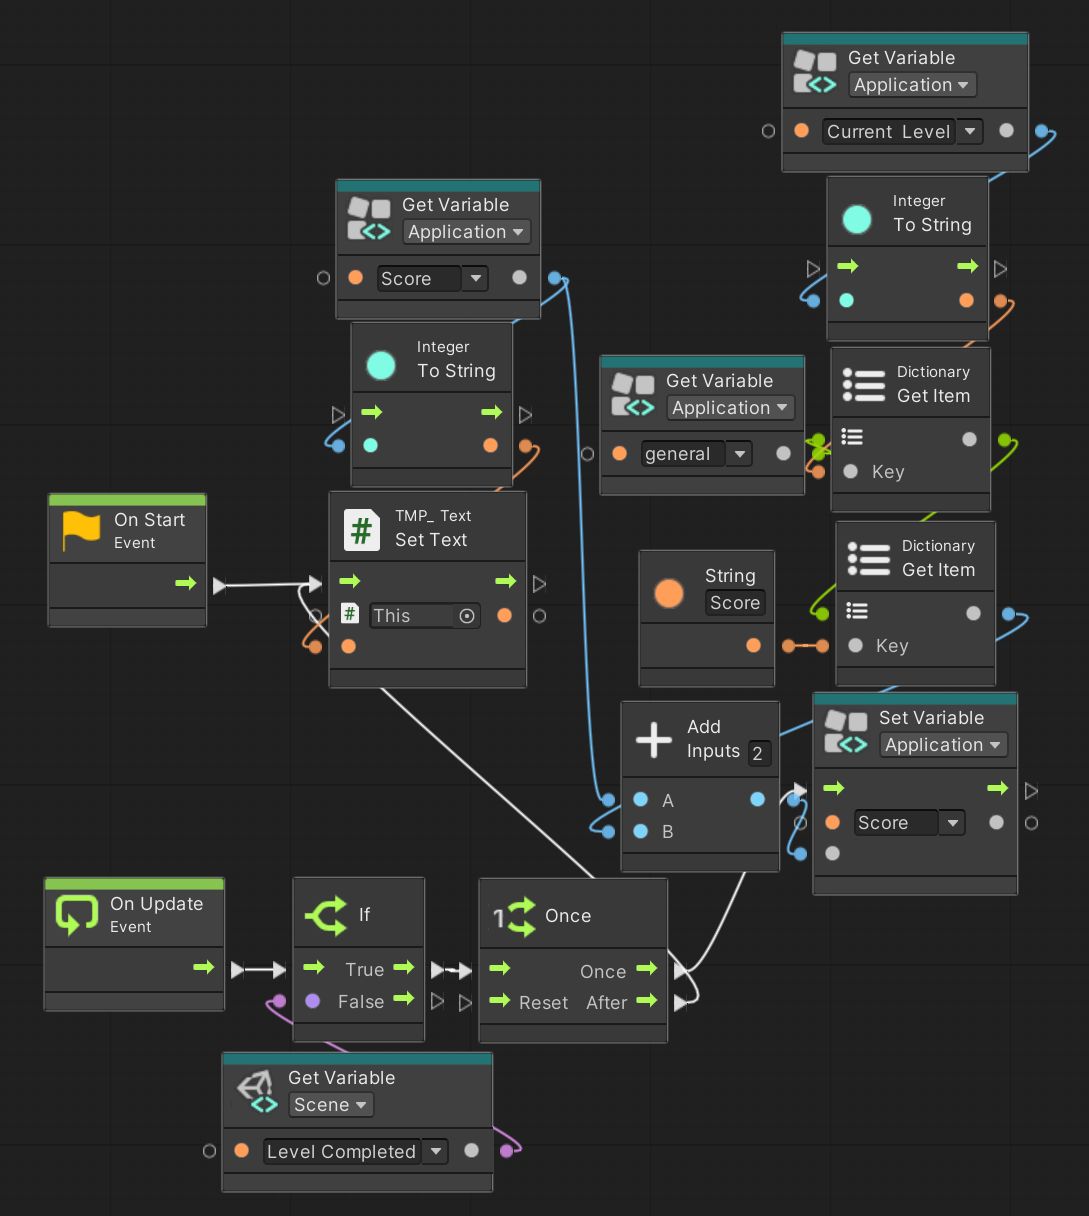 Get Variable
Application
Current Level
Integer
To String
Get Variable
Application
Score
Integer
To String
Get Variable
Application
general
Dictionary
Get Item
Key
On Start
Event
TMP_ Text
Set Text
#
#
This
String
Score
Dictionary
Get Item
Key
Add
Inputs 2
A
B
Set Variable
Application
Score
On Update
Event
If
True
False
1
Once
Once
Reset After
Get Variable
Scene
Level Completed